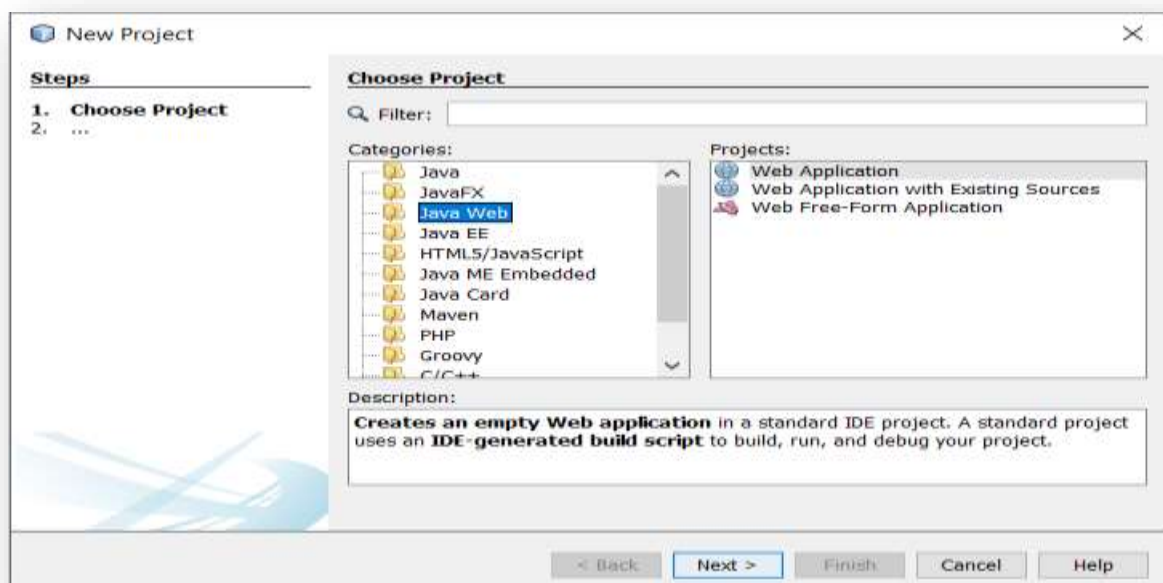 New Project
Steps
1. Choose Project
2. ...
Choose Project
Filter:
Categories:
Java
JavaFX
Java Web
Java EE
HTML5/JavaScript
Java ME Embedded
Java Card
Maven
PHP
Groovy
C/C++
Projects:
Web Application
Web Application with Existing Sources
Web Free-Form Application
Description:
Creates an empty Web application in a standard IDE project. A standard project
uses an IDE-generated build script to build, run, and debug your project.
< Back
Next >
Finish
Cancel
Help